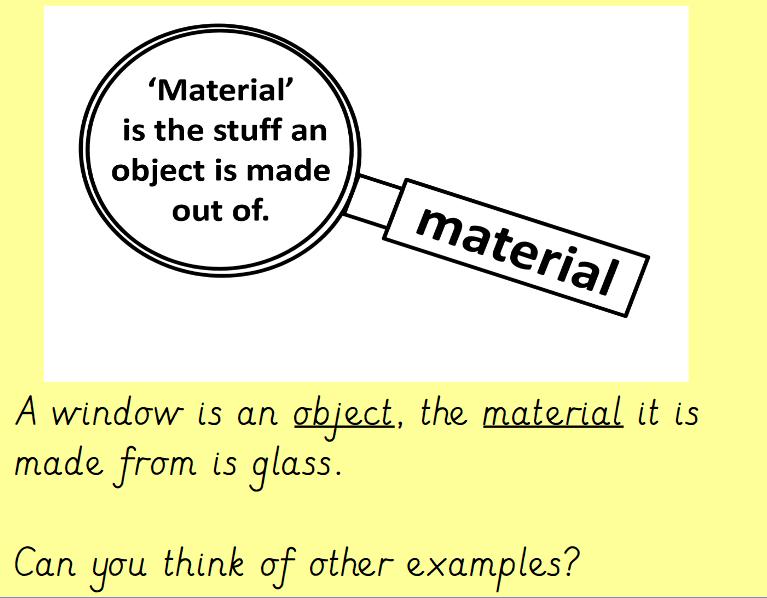 ‘Material’
is the stuff an
object is made
out of.
material
A window is an object, the material it is
made from is glass.
Can you think of other examples?